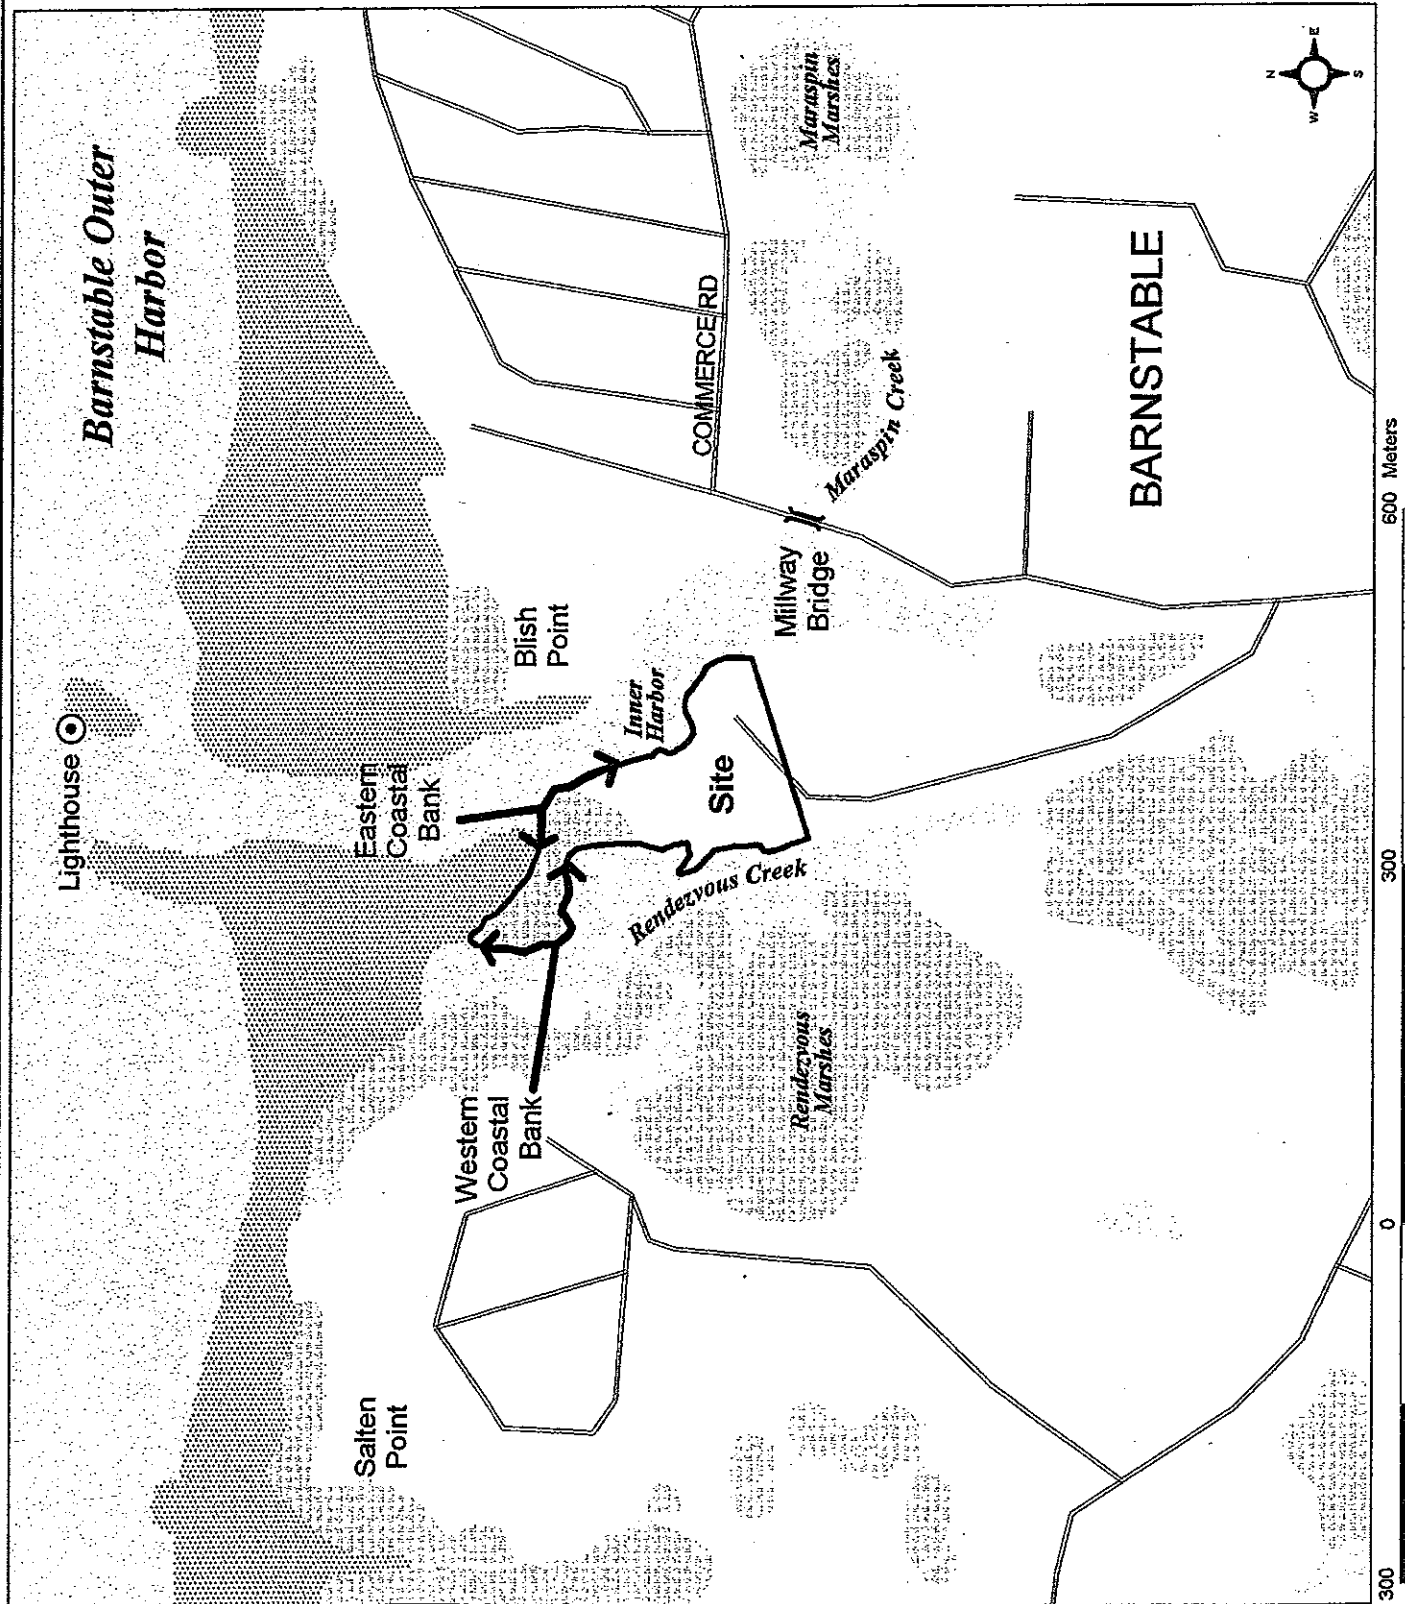 Barnstable Outer
Harbor
Lighthouse
Eastern
Coastal
Bank
Blish
Point
Inner
Harbor
Site
Western
Coastal
Bank
Rendezvous Creek
Rendezvous
Marshes
Salten
Point
COMMERCE RD
Maraspin
Marshes
Maraspin Creek
Millway
Bridge
BARNSTABLE
N
E
S
W
300
0
300
600 Meters